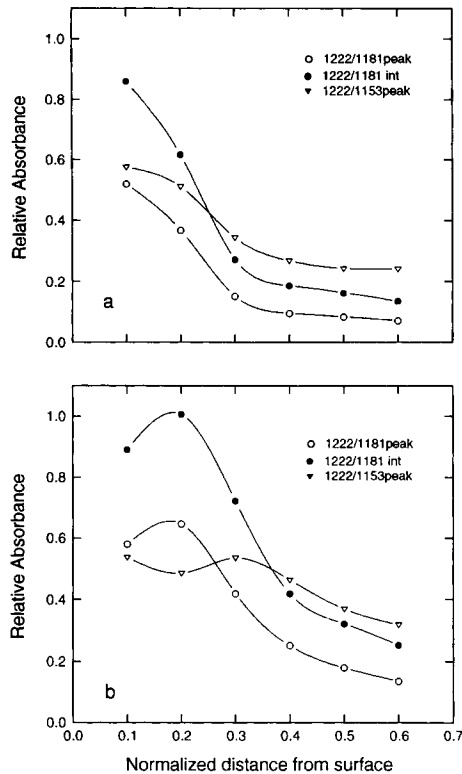 1.0
0.8
0.6
0.4
0.2
0.0
Relative Absorbance
1222/1181peak
1222/1181 int
1222/1153peak
a
1.0
0.8
0.6
0.4
0.2
0.0
Relative Absorbance
1222/1181peak
1222/1181 int
1222/1153peak
b
0.0 0.1 0.2 0.3 0.4 0.5 0.6 0.7
Normalized distance from surface